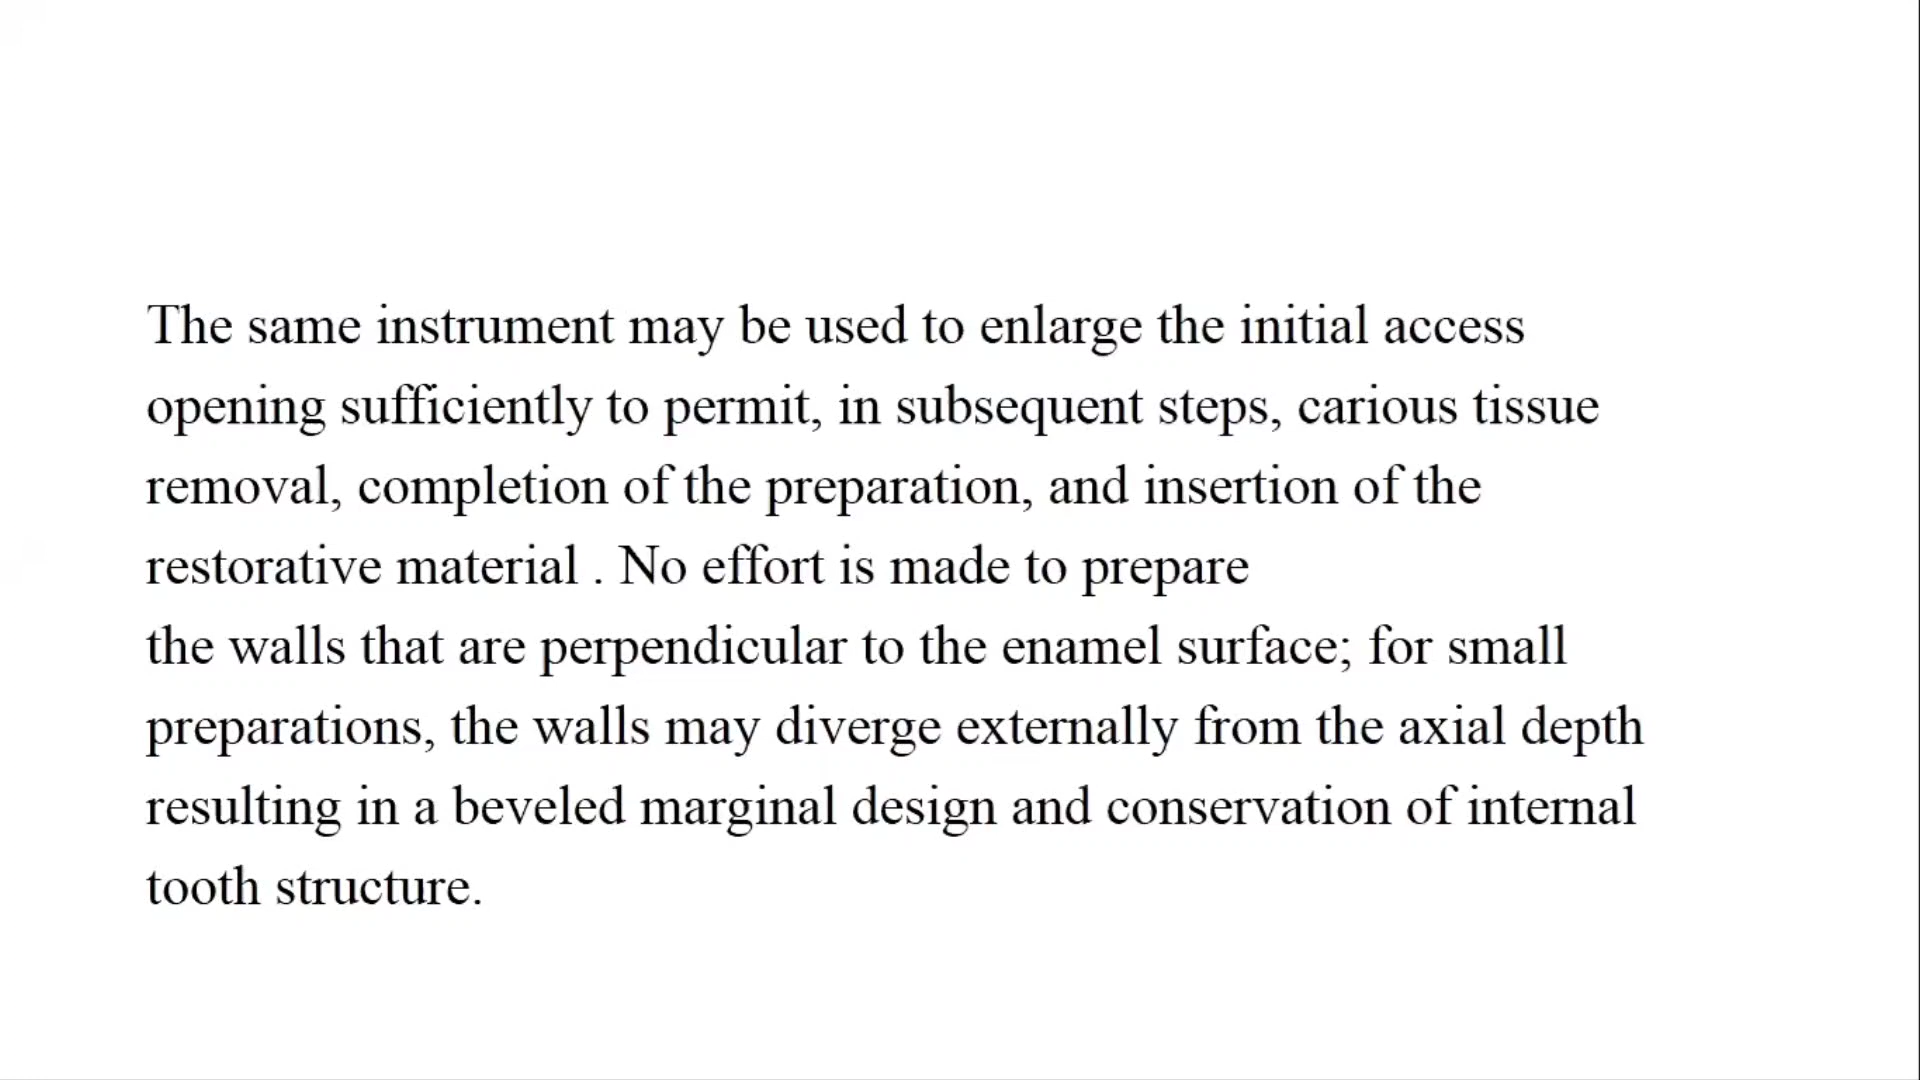 The same instrument may be used to enlarge the initial access
opening sufficiently to permit, in subsequent steps, carious tissue
removal, completion of the preparation, and insertion of the
restorative material . No effort is made to prepare
the walls that are perpendicular to the enamel surface; for small
preparations, the walls may diverge externally from the axial depth
resulting in a beveled marginal design and conservation of internal
tooth structure.